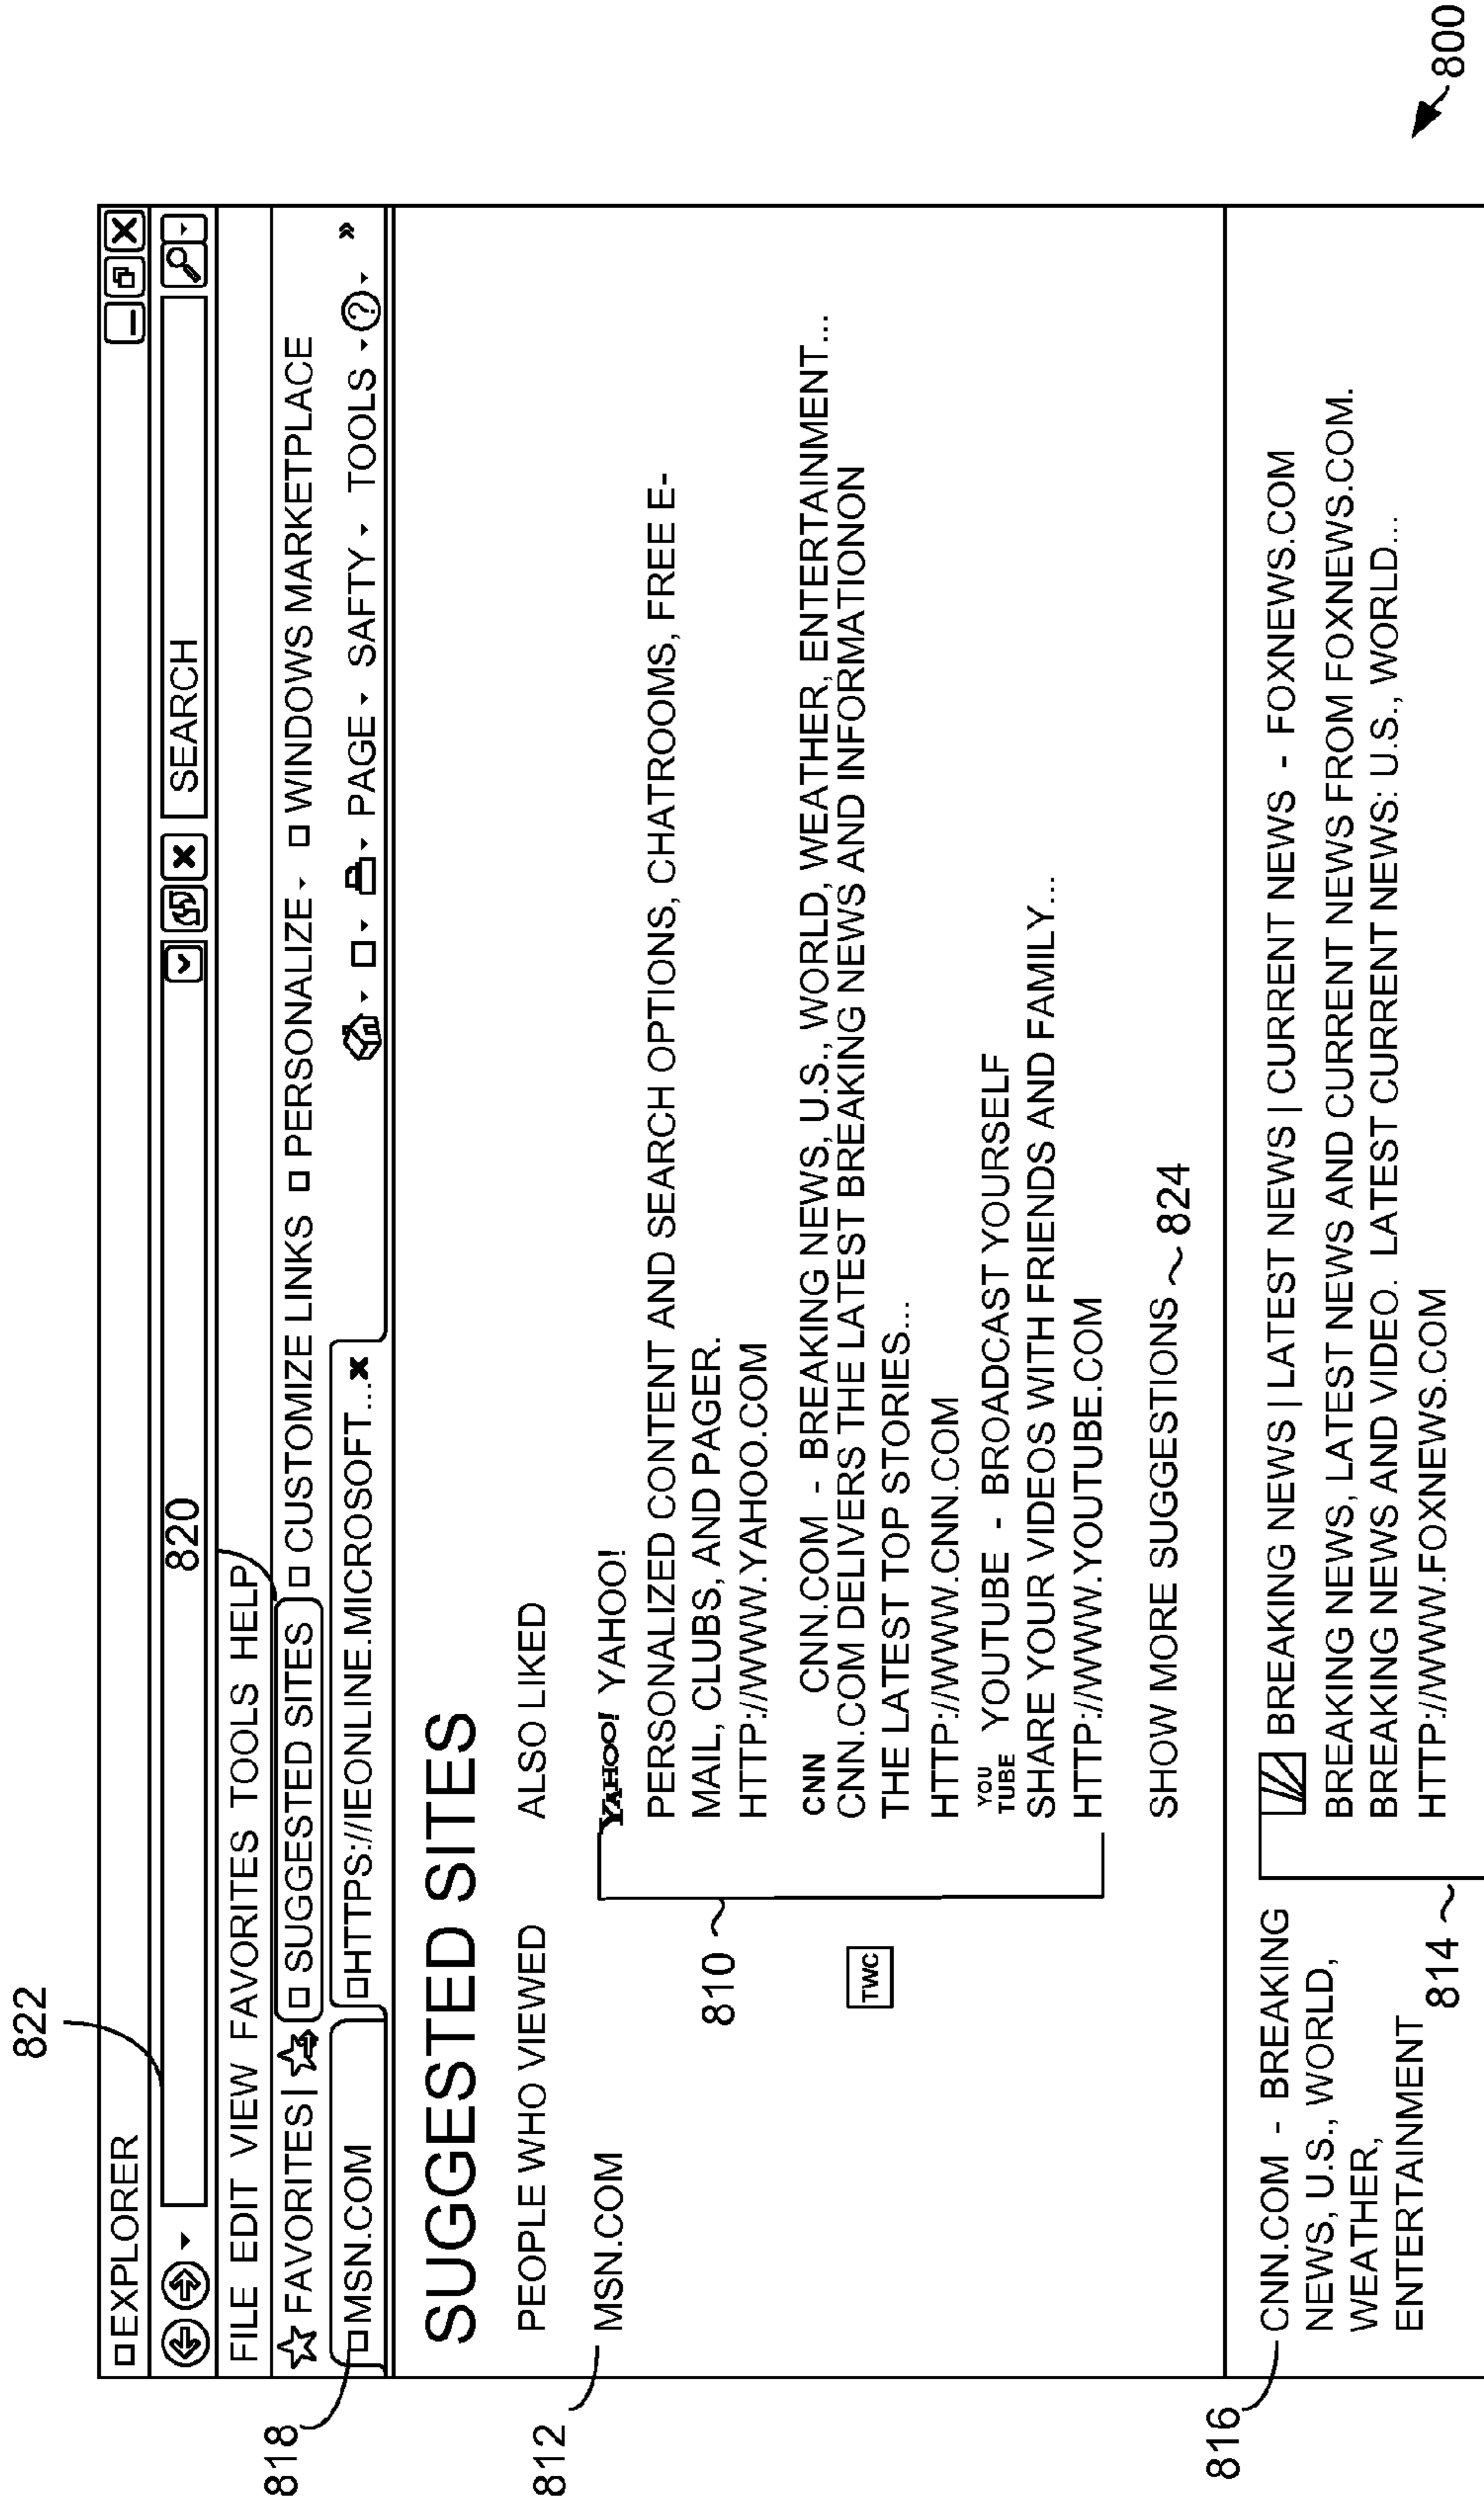 822
□ EXPLORER
SEARCH
820
FILE EDIT VIEW FAVORITES TOOLS HELP
FAVORITES | SUGGESTED SITES □ CUSTOMIZE LINKS □ PERSONALIZE □ WINDOWS MARKETPLACE
818
□ MSN.COM □ HTTPS://IEONLINE.MICROSOFT... x PAGE SAFTY TOOLS ? »
SUGGESTED SITES
PEOPLE WHO VIEWED ALSO LIKED
812
MSN.COM
YAHOO! YAHOO!
PERSONALIZED CONTENT AND SEARCH OPTIONS, CHATROOMS, FREE E-
MAIL, CLUBS, AND PAGER.
HTTP://WWW.YAHOO.COM
810
CNN CNN.COM - BREAKING NEWS, U.S., WORLD, WEATHER, ENTERTAINMENT...
TWC
CNN.COM DELIVERS THE LATEST BREAKING NEWS AND INFORMATIONON
THE LATEST TOP STORIES...
HTTP://WWW.CNN.COM
YOU
TUBE
YOUTUBE - BROADCAST YOURSELF
SHARE YOUR VIDEOS WITH FRIENDS AND FAMILY...
HTTP://WWW.YOUTUBE.COM
SHOW MORE SUGGESTIONS ~ 824
816
CNN.COM - BREAKING
NEWS, U.S., WORLD,
WEATHER,
ENTERTAINMENT
814
BREAKING NEWS | LATEST NEWS | CURRENT NEWS - FOXNEWS.COM
BREAKING NEWS, LATEST NEWS AND CURRENT NEWS FROM FOXNEWS.COM.
BREAKING NEWS AND VIDEO. LATEST CURRENT NEWS: U.S., WORLD...
HTTP://WWW.FOXNEWS.COM
800